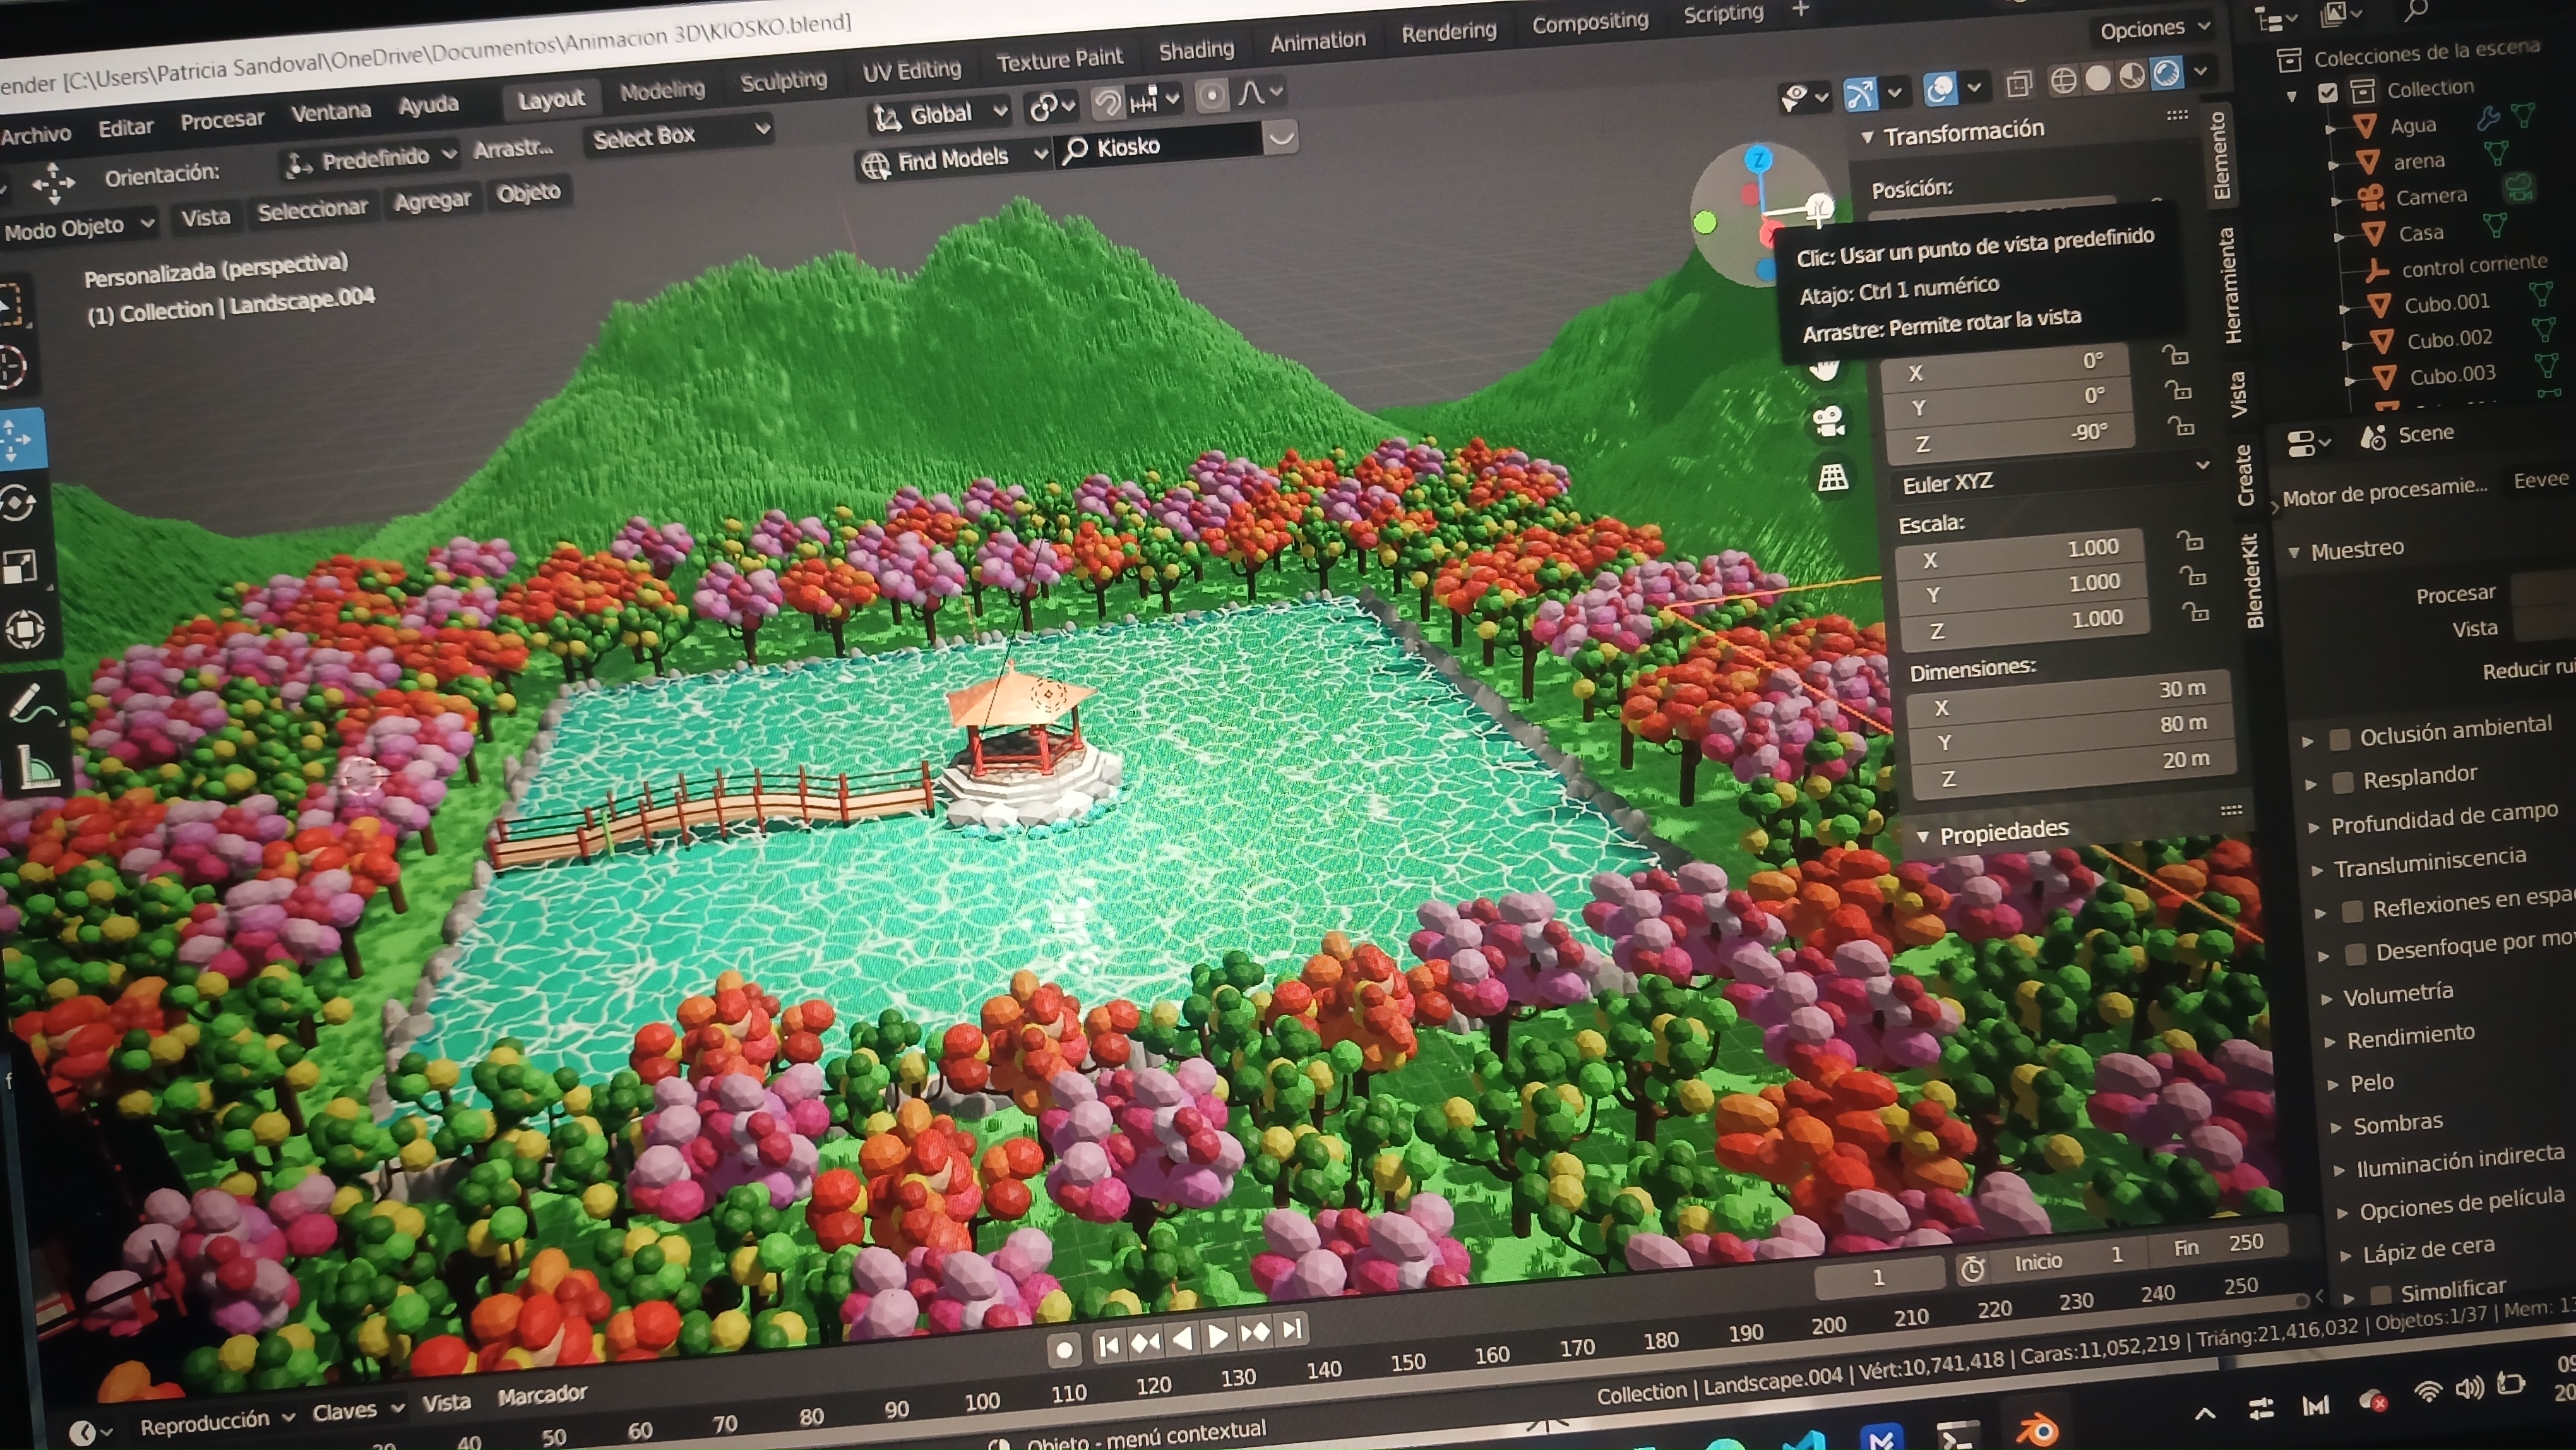 ender [C:\Users\Patricia Sandoval\OneDrive\Documentos\Animacion 3D\KIOSKO.blend]
Archivo Editar Procesar Ventana Ayuda Layout Modeling Sculpting UV Editing Texture Paint Shading Animation Rendering Compositing Scripting +
Orientación: Predefinido Arrastr... Select Box Global Opciones
Find Models Kiosko
Modo Objeto Vista Seleccionar Agregar Objeto
Personalizada (perspectiva)
(1) Collection | Landscape.004
Z
Y
Clic: Usar un punto de vista predefinido
Atajo: Ctrl 1 numérico
Arrastre: Permite rotar la vista
Transformación
Posición:
X 0°
Y 0°
Z -90°
Euler XYZ
Escala:
X 1.000
Y 1.000
Z 1.000
Dimensiones:
X 30 m
Y 80 m
Z 20 m
Propiedades
Elemento
Herramienta
Vista
Create
BlenderKit
Colecciones de la escena
Collection
Agua
arena
Camera
Casa
control corriente
Cubo.001
Cubo.002
Cubo.003
Scene
Motor de procesamie... Eevee
Muestreo
Procesar
Vista
Reducir rui
Oclusión ambiental
Resplandor
Profundidad de campo
Transluminiscencia
Reflexiones en espa
Desenfoque por mo
Volumetría
Rendimiento
Pelo
Sombras
Iluminación indirecta
Opciones de película
Lápiz de cera
Simplificar
1 Inicio 1 Fin 250
Reproducción Claves Vista Marcador
40 50 60 70 80 90 100 110 120 130 140 150 160 170 180 190 200 210 220 230 240 250
Objeto - menú contextual
Collection | Landscape.004 | Vért:10,741,418 | Caras:11,052,219 | Triáng:21,416,032 | Objetos:1/37 | Mem: 13